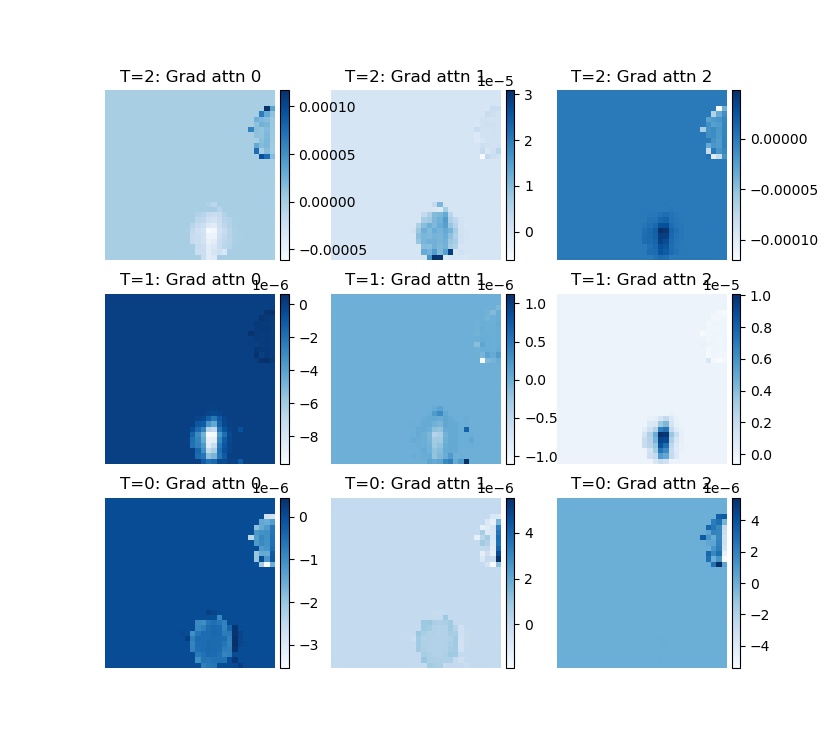 T=2: Grad attn 0
T=2: Grad attn 1
1e−5
T=2: Grad attn 2
0.00010
0.00005
0.00000
−0.00005
3
2
1
0
0.00000
−0.00005
−0.00010
T=1: Grad attn 0
1e−6
T=1: Grad attn 1
1e−6
T=1: Grad attn 2
1e−5
0
−2
−4
−6
−8
1.0
0.5
0.0
−0.5
−1.0
1.0
0.8
0.6
0.4
0.2
0.0
T=0: Grad attn 0
1e−6
T=0: Grad attn 1
1e−6
T=0: Grad attn 2
1e−6
0
−1
−2
−3
4
2
0
4
2
0
−2
−4